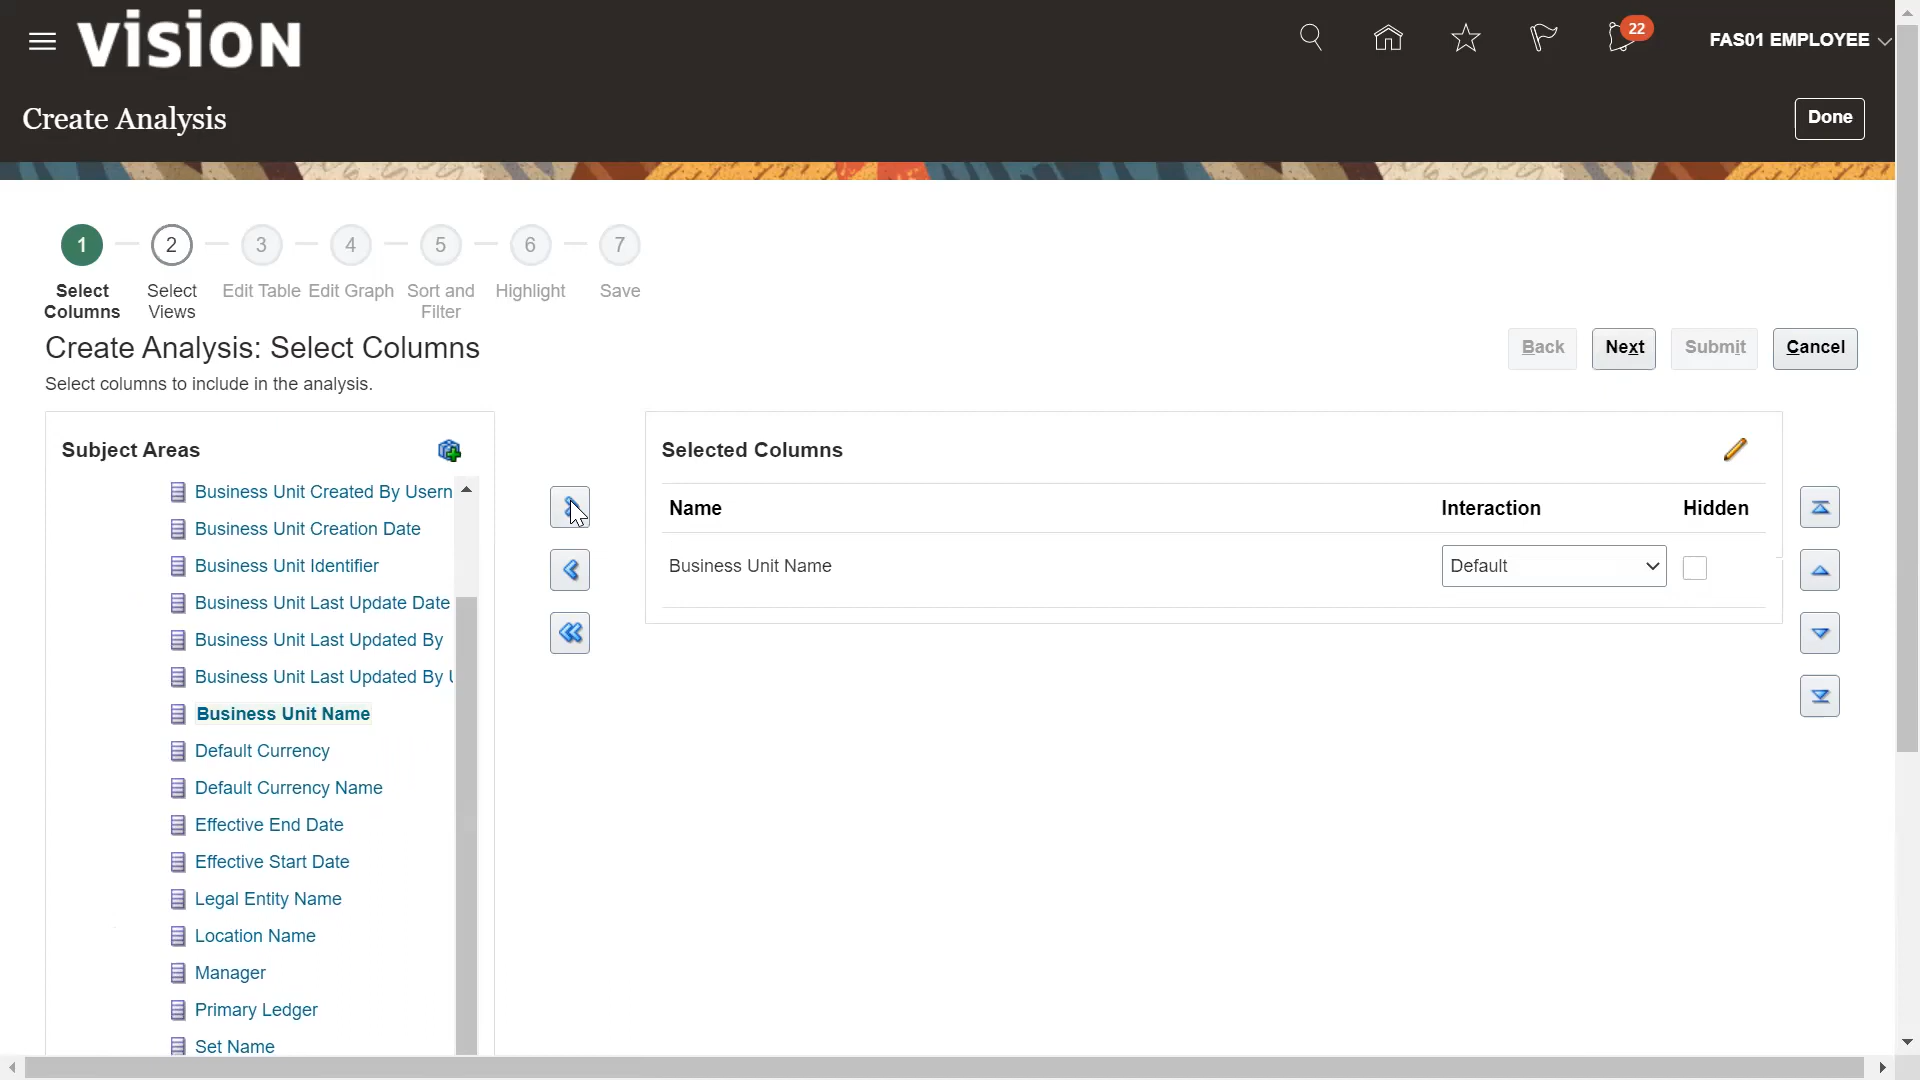 vision
22
FAS01 EMPLOYEE
Create Analysis
Done
1 2 3 4 5 6 7
Select Columns
Select Views
Edit Table
Edit Graph
Sort and Filter
Highlight
Save
Create Analysis: Select Columns
Back
Next
Submit
Cancel
Select columns to include in the analysis.
Subject Areas
Business Unit Created By Usern
Business Unit Creation Date
Business Unit Identifier
Business Unit Last Update Date
Business Unit Last Updated By
Business Unit Last Updated By U
Business Unit Name
Default Currency
Default Currency Name
Effective End Date
Effective Start Date
Legal Entity Name
Location Name
Manager
Primary Ledger
Set Name
Selected Columns
Name Interaction Hidden
Business Unit Name Default